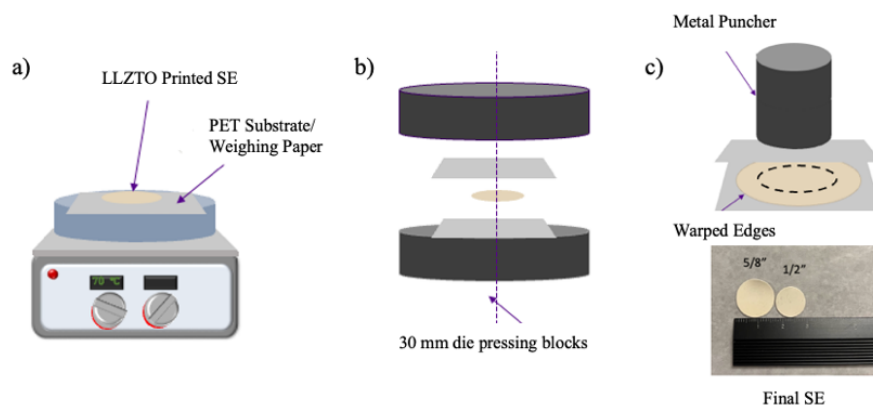 a)
LLZTO Printed SE
PET Substrate/
Weighing Paper
70 °C
b)
30 mm die pressing blocks
c)
Metal Puncher
Warped Edges
5/8"
1/2"
Final SE